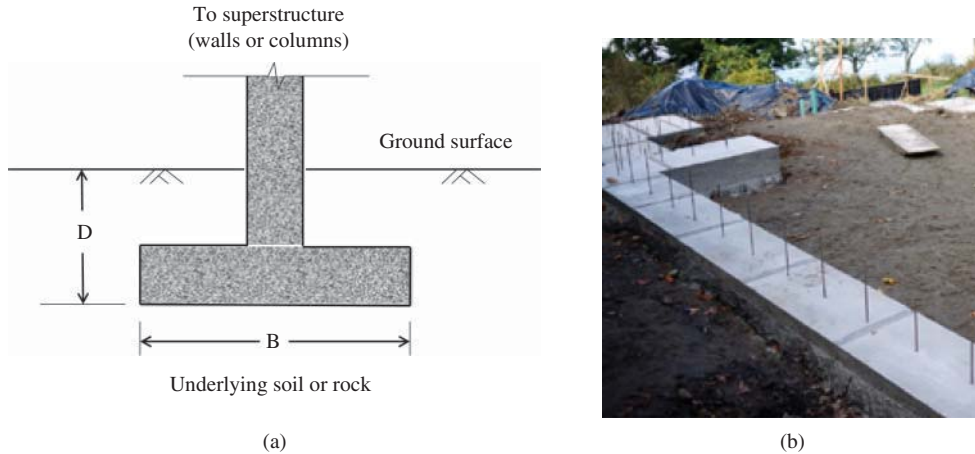 To superstructure
(walls or columns)
Ground surface
D
B
Underlying soil or rock
(a)
(b)